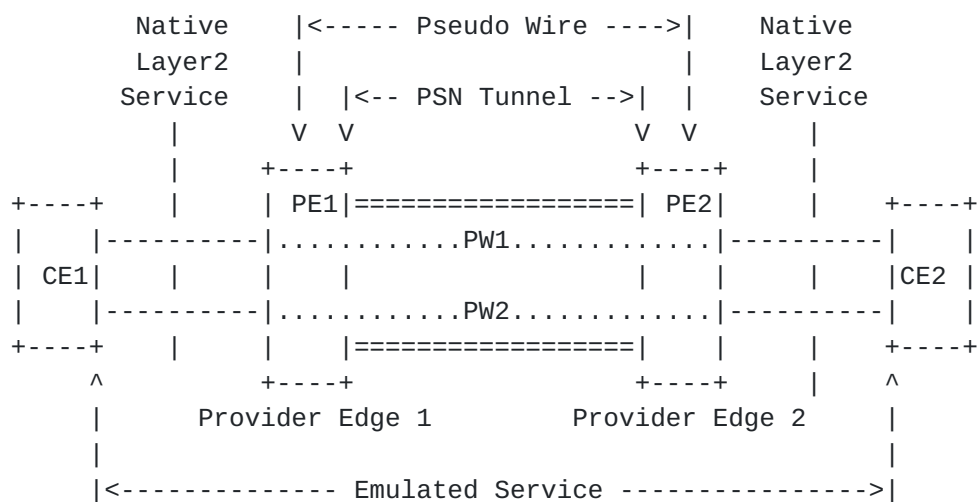 Native |<----- Pseudo Wire ---->| Native
Layer2 | | Layer2
Service | |<-- PSN Tunnel -->| | Service
| V V V V |
| +----+ +----+ |
+----+ | | PE1|==================| PE2| | +----+
| |----------|............PW1.............|----------| |
| CE1| | | | | | | |CE2 |
| |----------|............PW2.............|----------| |
+----+ | | |==================| | | +----+
^ +----+ +----+ | ^
| Provider Edge 1 Provider Edge 2 |
| |
|<-------------- Emulated Service ---------------->|